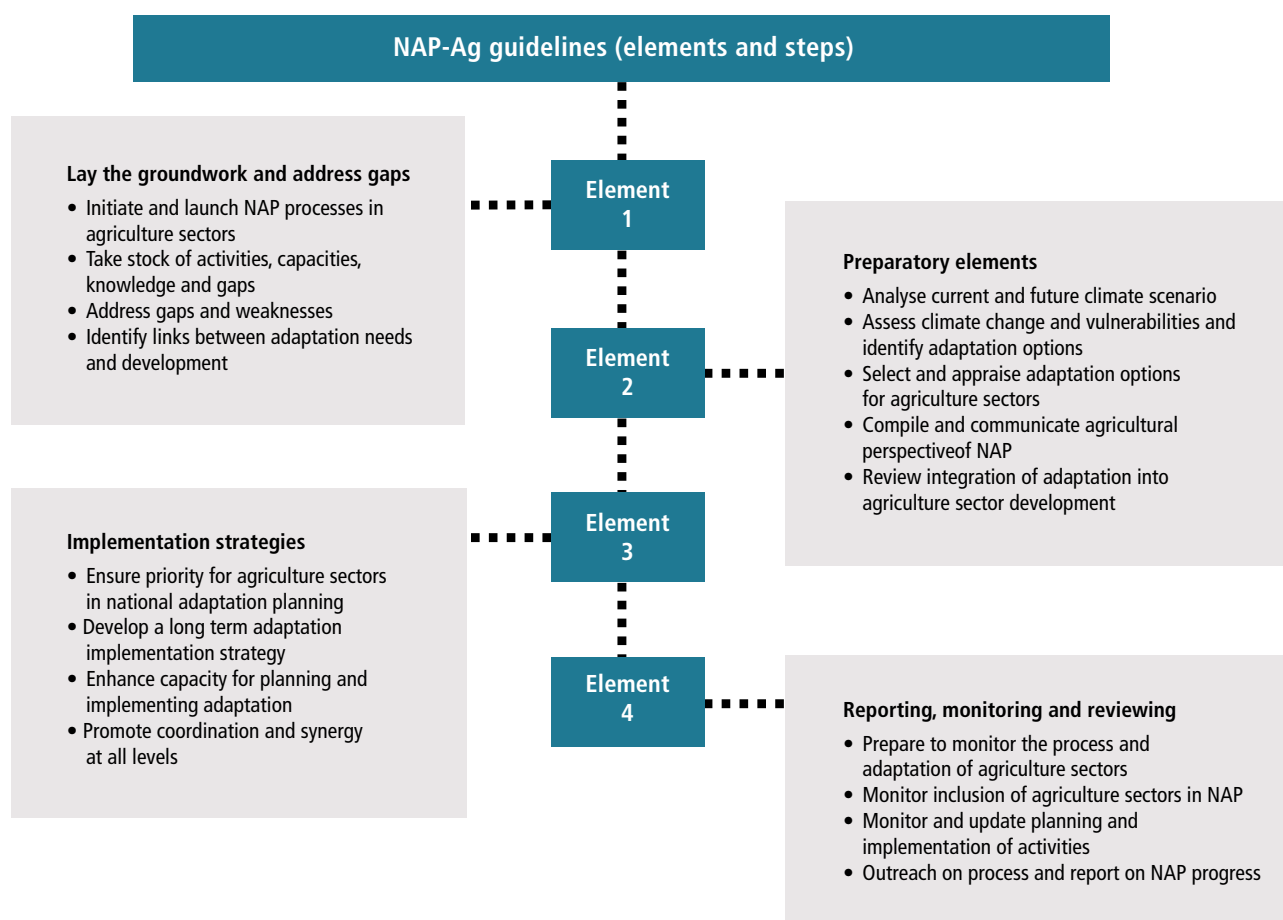 NAP-Ag guidelines (elements and steps)
Element
1
Lay the groundwork and address gaps
• Initiate and launch NAP processes in
agriculture sectors
• Take stock of activities, capacities,
knowledge and gaps
• Address gaps and weaknesses
• Identify links between adaptation needs
and development
Element
2
Preparatory elements
• Analyse current and future climate scenario
• Assess climate change and vulnerabilities and
identify adaptation options
• Select and appraise adaptation options
for agriculture sectors
• Compile and communicate agricultural
perspectiveof NAP
• Review integration of adaptation into
agriculture sector development
Element
3
Implementation strategies
• Ensure priority for agriculture sectors
in national adaptation planning
• Develop a long term adaptation
implementation strategy
• Enhance capacity for planning and
implementing adaptation
• Promote coordination and synergy
at all levels
Element
4
Reporting, monitoring and reviewing
• Prepare to monitor the process and
adaptation of agriculture sectors
• Monitor inclusion of agriculture sectors in NAP
• Monitor and update planning and
implementation of activities
• Outreach on process and report on NAP progress